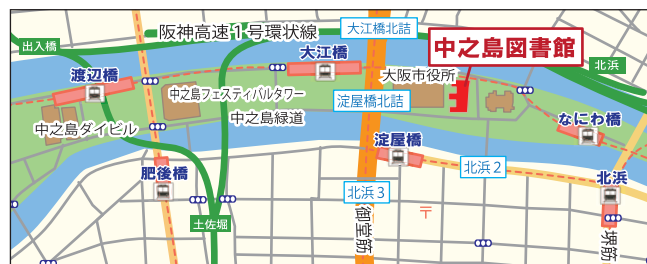 阪神高速1号環状線
大江橋北詰
出入橋
中之島図書館
北浜
渡辺橋
大江橋
大阪市役所
中之島フェスティバルタワー
淀屋橋北詰
中之島ダイビル
中之島緑道
なにわ橋
淀屋橋
肥後橋
北浜2
北浜
北浜3
土佐堀
御堂筋
〒
堺筋